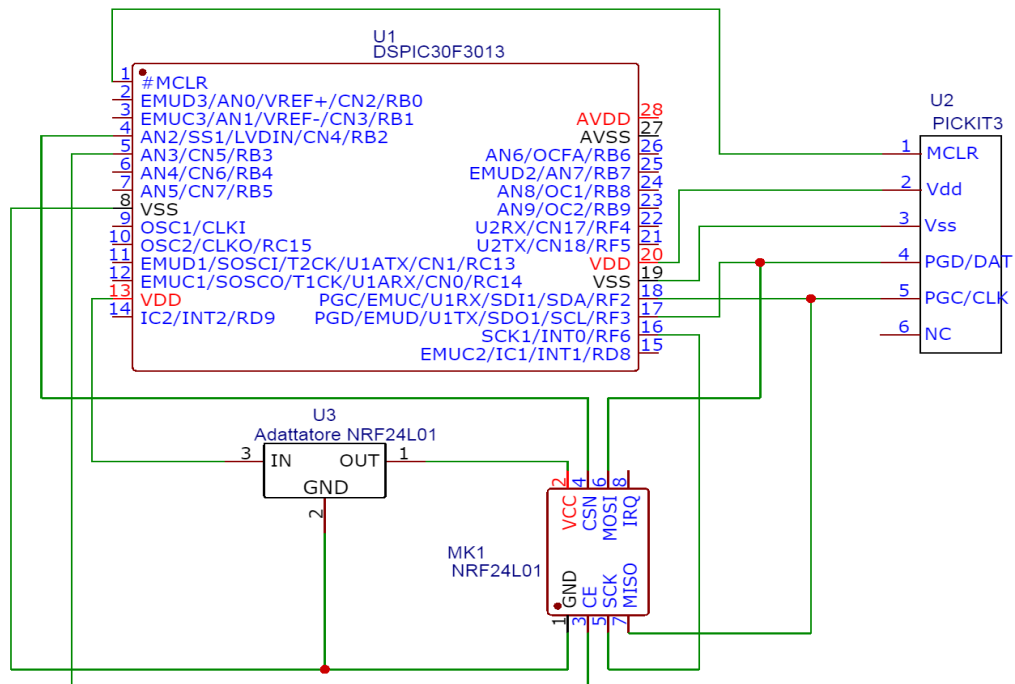 U1
DSPIC30F3013
1 #MCLR
2 EMUD3/AN0/VREF+/CN2/RB0
3 EMUC3/AN1/VREF-/CN3/RB1
4 AN2/SS1/LVDIN/CN4/RB2
5 AN3/CN5/RB3
6 AN4/CN6/RB4
7 AN5/CN7/RB5
8 VSS
9 OSC1/CLKI
10 OSC2/CLKO/RC15
11 EMUD1/SOSCI/T2CK/U1ATX/CN1/RC13
12 EMUC1/SOSCO/T1CK/U1ARX/CN0/RC14
13 VDD
14 IC2/INT2/RD9
AVDD 28
AVSS 27
AN6/OCFA/RB6 26
EMUD2/AN7/RB7 25
AN8/OC1/RB8 24
AN9/OC2/RB9 23
U2RX/CN17/RF4 22
U2TX/CN18/RF5 21
VDD 20
VSS 19
PGC/EMUC/U1RX/SDI1/SDA/RF2 18
PGD/EMUD/U1TX/SDO1/SCL/RF3 17
SCK1/INT0/RF6 16
EMUC2/IC1/INT1/RD8 15
U2
PICKIT3
1 MCLR
2 Vdd
3 Vss
4 PGD/DAT
5 PGC/CLK
6 NC
U3
Adattatore NRF24L01
3 IN OUT 1
GND
2
MK1
NRF24L01
2 VCC
4 CSN
6 MOSI
8 IRQ
1 GND
3 CE
5 SCK
7 MISO